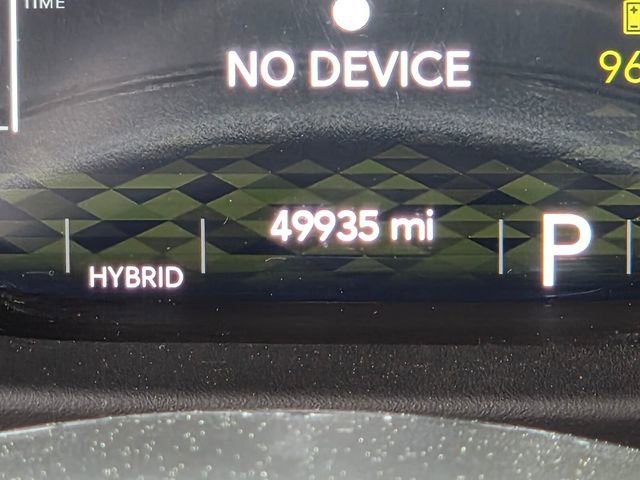 TIME
NO DEVICE
96
49935 mi
P
HYBRID